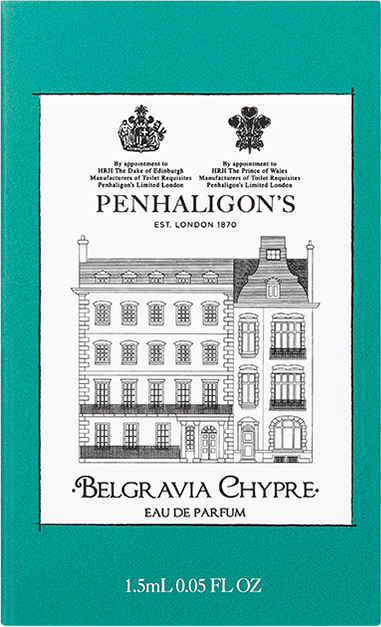 By appointment to
HRH The Duke of Edinburgh
Manufacturers of Toilet Requisites
Penhaligon's Limited London
By appointment to
HRH The Prince of Wales
Manufacturers of Toilet Requisites
Penhaligon's Limited London
PENHALIGON'S
EST. LONDON 1870
·BELGRAVIA CHYPRE·
EAU DE PARFUM
1.5mL 0.05 FL OZ